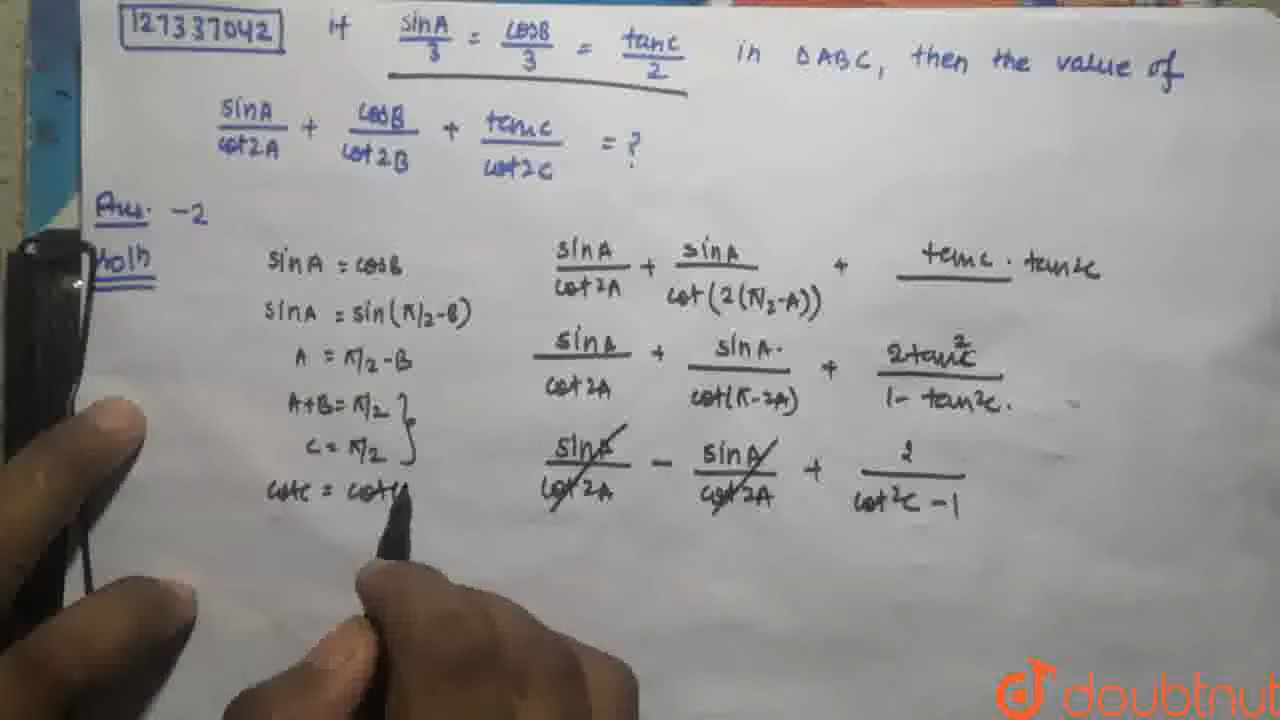 127337042 if sinA/3 = cosB/3 = tanC/2 in ΔABC, then the value of
sinA/cot2A + cosB/cot2B + tanC/cot2C = ?
Ans. -2
Soln
sinA = cosB
sinA = sin(π/2-B)
A = π/2-B
A+B=π/2 }
C=π/2
cotC = cot
sinA/cot2A + sinA/cot(2(π/2-A)) + tanC . tan2C
sinA/cot2A + sinA./cot(π-2A) + 2tan²C/1- tan²C.
sinA/cot2A - sinA/cot2A + 2/cot²C -1
doubtnut